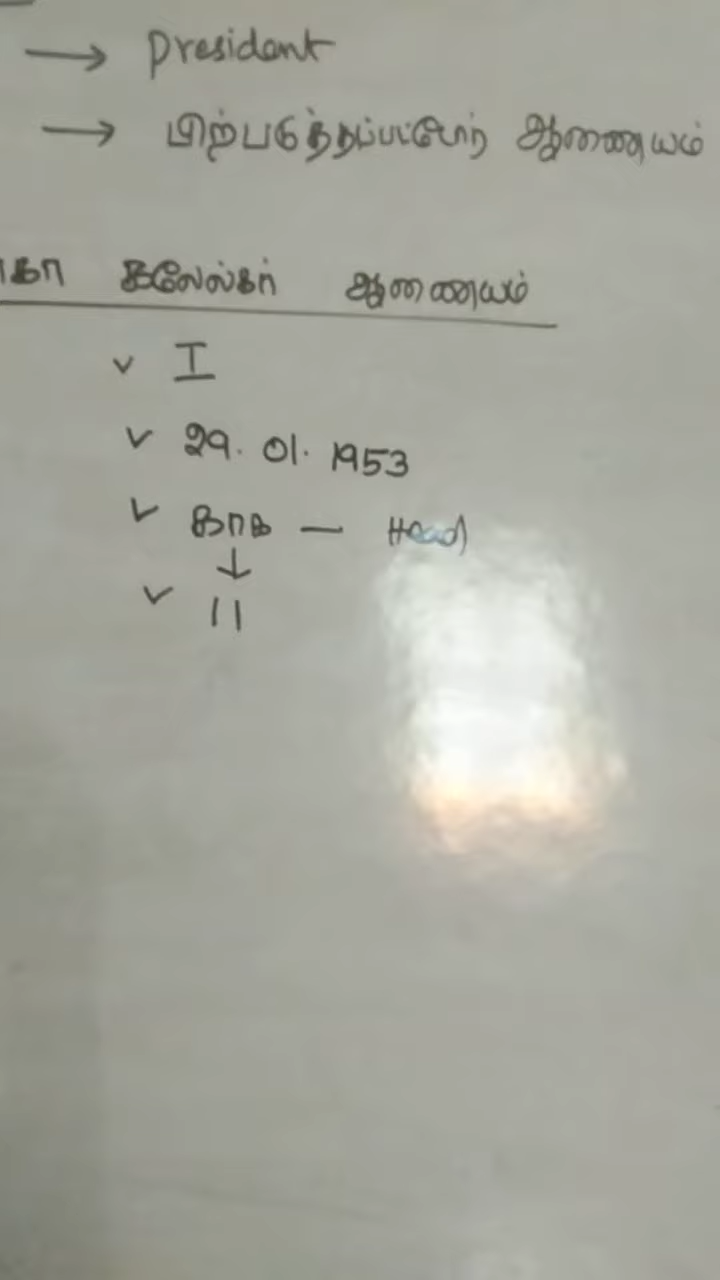 → President
→ பிற்படுத்தப்பட்டோர் ஆணையம்
கலேல்கர் ஆணையம்
✓ I
✓ 29.01.1953
✓ காக — Head
↓
✓ 11